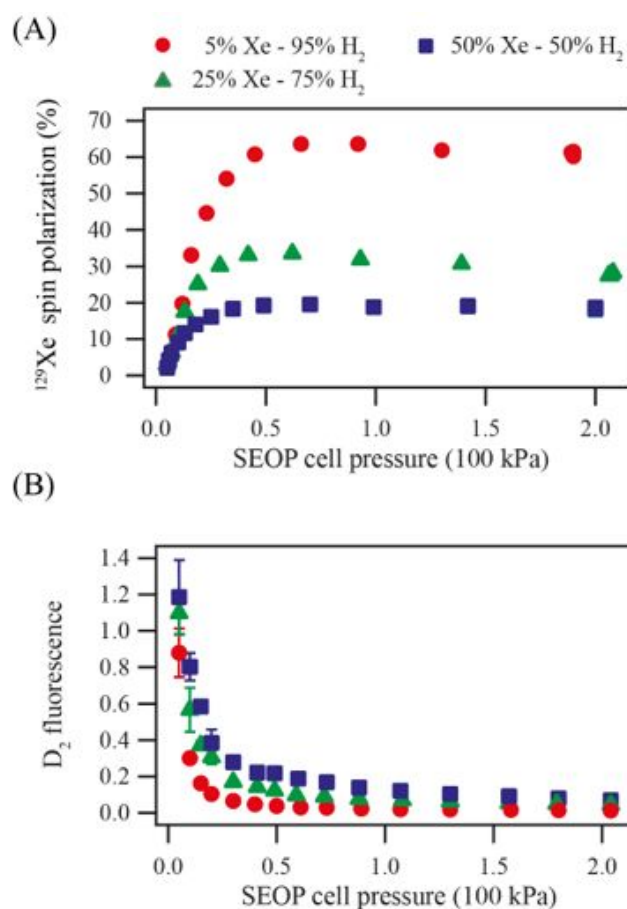 (A)
5% Xe - 95% H₂
50% Xe - 50% H₂
25% Xe - 75% H₂
¹²⁹Xe spin polarization (%)
70
60
50
40
30
20
10
0
0.0 0.5 1.0 1.5 2.0
SEOP cell pressure (100 kPa)
(B)
D₂ fluorescence
1.4
1.2
1.0
0.8
0.6
0.4
0.2
0.0
0.0 0.5 1.0 1.5 2.0
SEOP cell pressure (100 kPa)